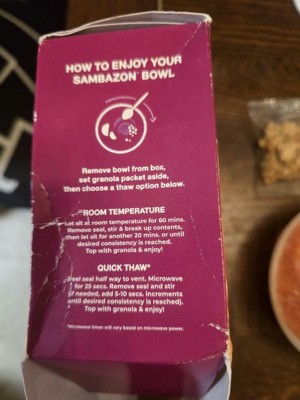 HOW TO ENJOY YOUR
SAMBAZON® BOWL
Remove bowl from box,
set granola packet aside,
then choose a thaw option below.
ROOM TEMPERATURE
Let sit at room temperature for 60 mins.
Remove seal, stir & break up contents,
then let sit for another 20 mins. or until
desired consistency is reached.
Top with granola & enjoy!
QUICK THAW*
Peel seal half way to vent. Microwave
for 25 secs. Remove seal and stir
(if needed, add 5-10 secs. increments
until desired consistency is reached).
Top with granola & enjoy!
*Microwave times will vary based on microwave power.